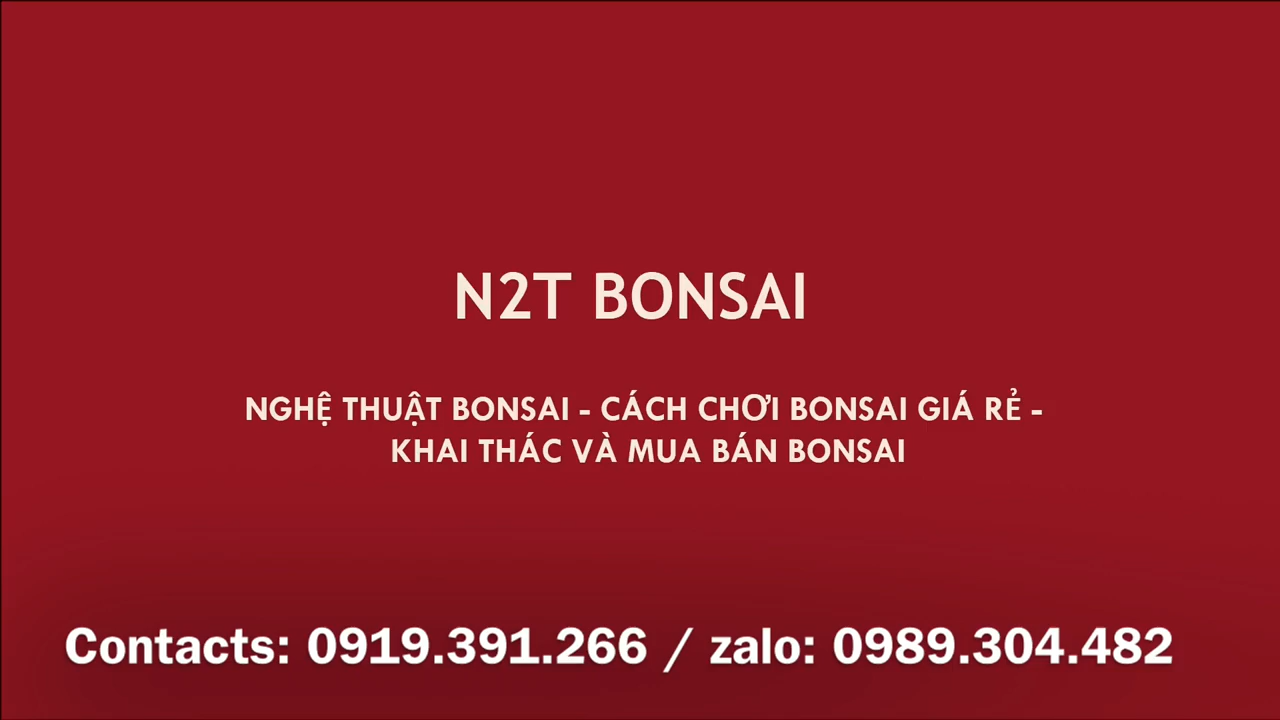 N2T BONSAI
NGHỆ THUẬT BONSAI - CÁCH CHƠI BONSAI GIÁ RẺ -
KHAI THÁC VÀ MUA BÁN BONSAI
Contacts: 0919.391.266 / zalo: 0989.304.482